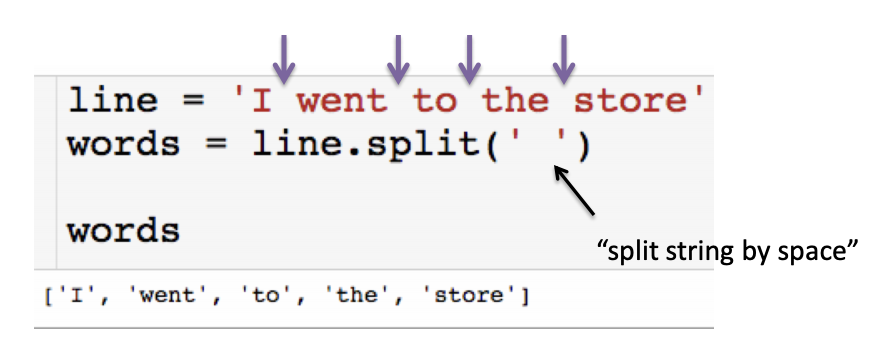 line = 'I went to the store'
words = line.split(' ')
words
“split string by space”
['I', 'went', 'to', 'the', 'store']